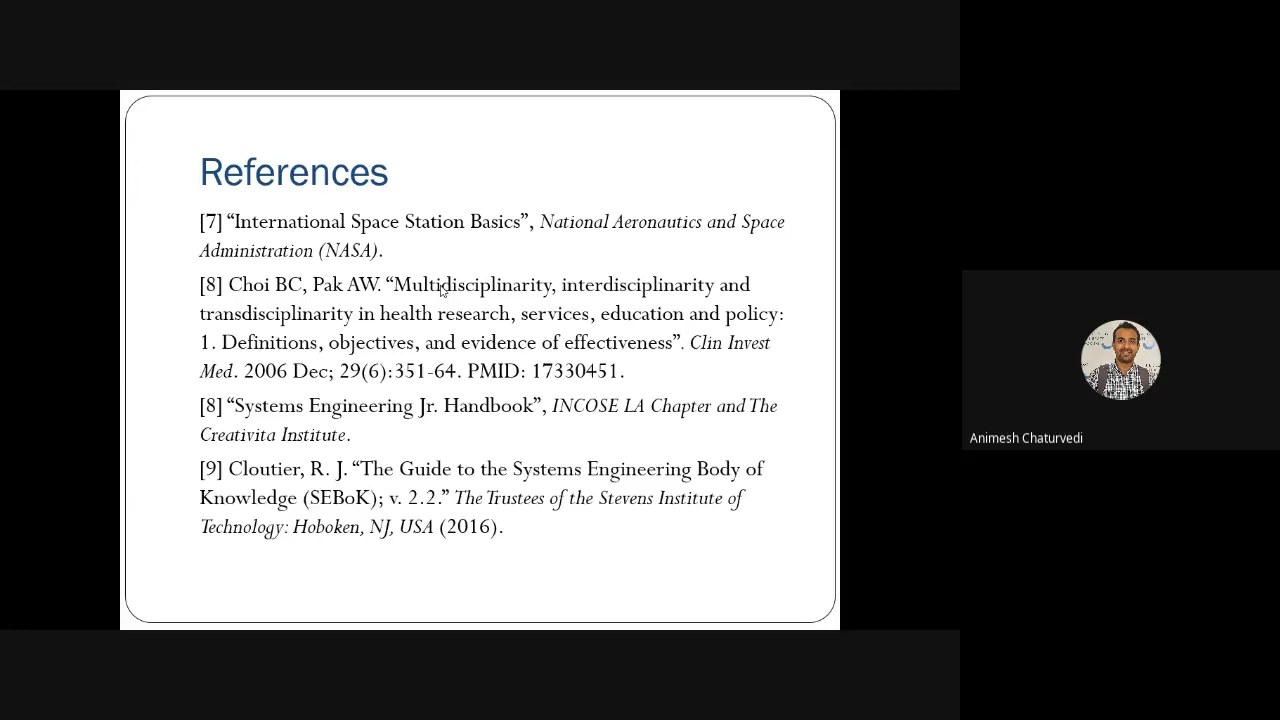 References
[7] “International Space Station Basics”, National Aeronautics and Space
Administration (NASA).
[8] Choi BC, Pak AW. “Multidisciplinarity, interdisciplinarity and
transdisciplinarity in health research, services, education and policy:
1. Definitions, objectives, and evidence of effectiveness”. Clin Invest
Med. 2006 Dec; 29(6):351-64. PMID: 17330451.
[8] “Systems Engineering Jr. Handbook”, INCOSE LA Chapter and The
Creativita Institute.
[9] Cloutier, R. J. “The Guide to the Systems Engineering Body of
Knowledge (SEBoK); v. 2.2.” The Trustees of the Stevens Institute of
Technology: Hoboken, NJ, USA (2016).
Animesh Chaturvedi